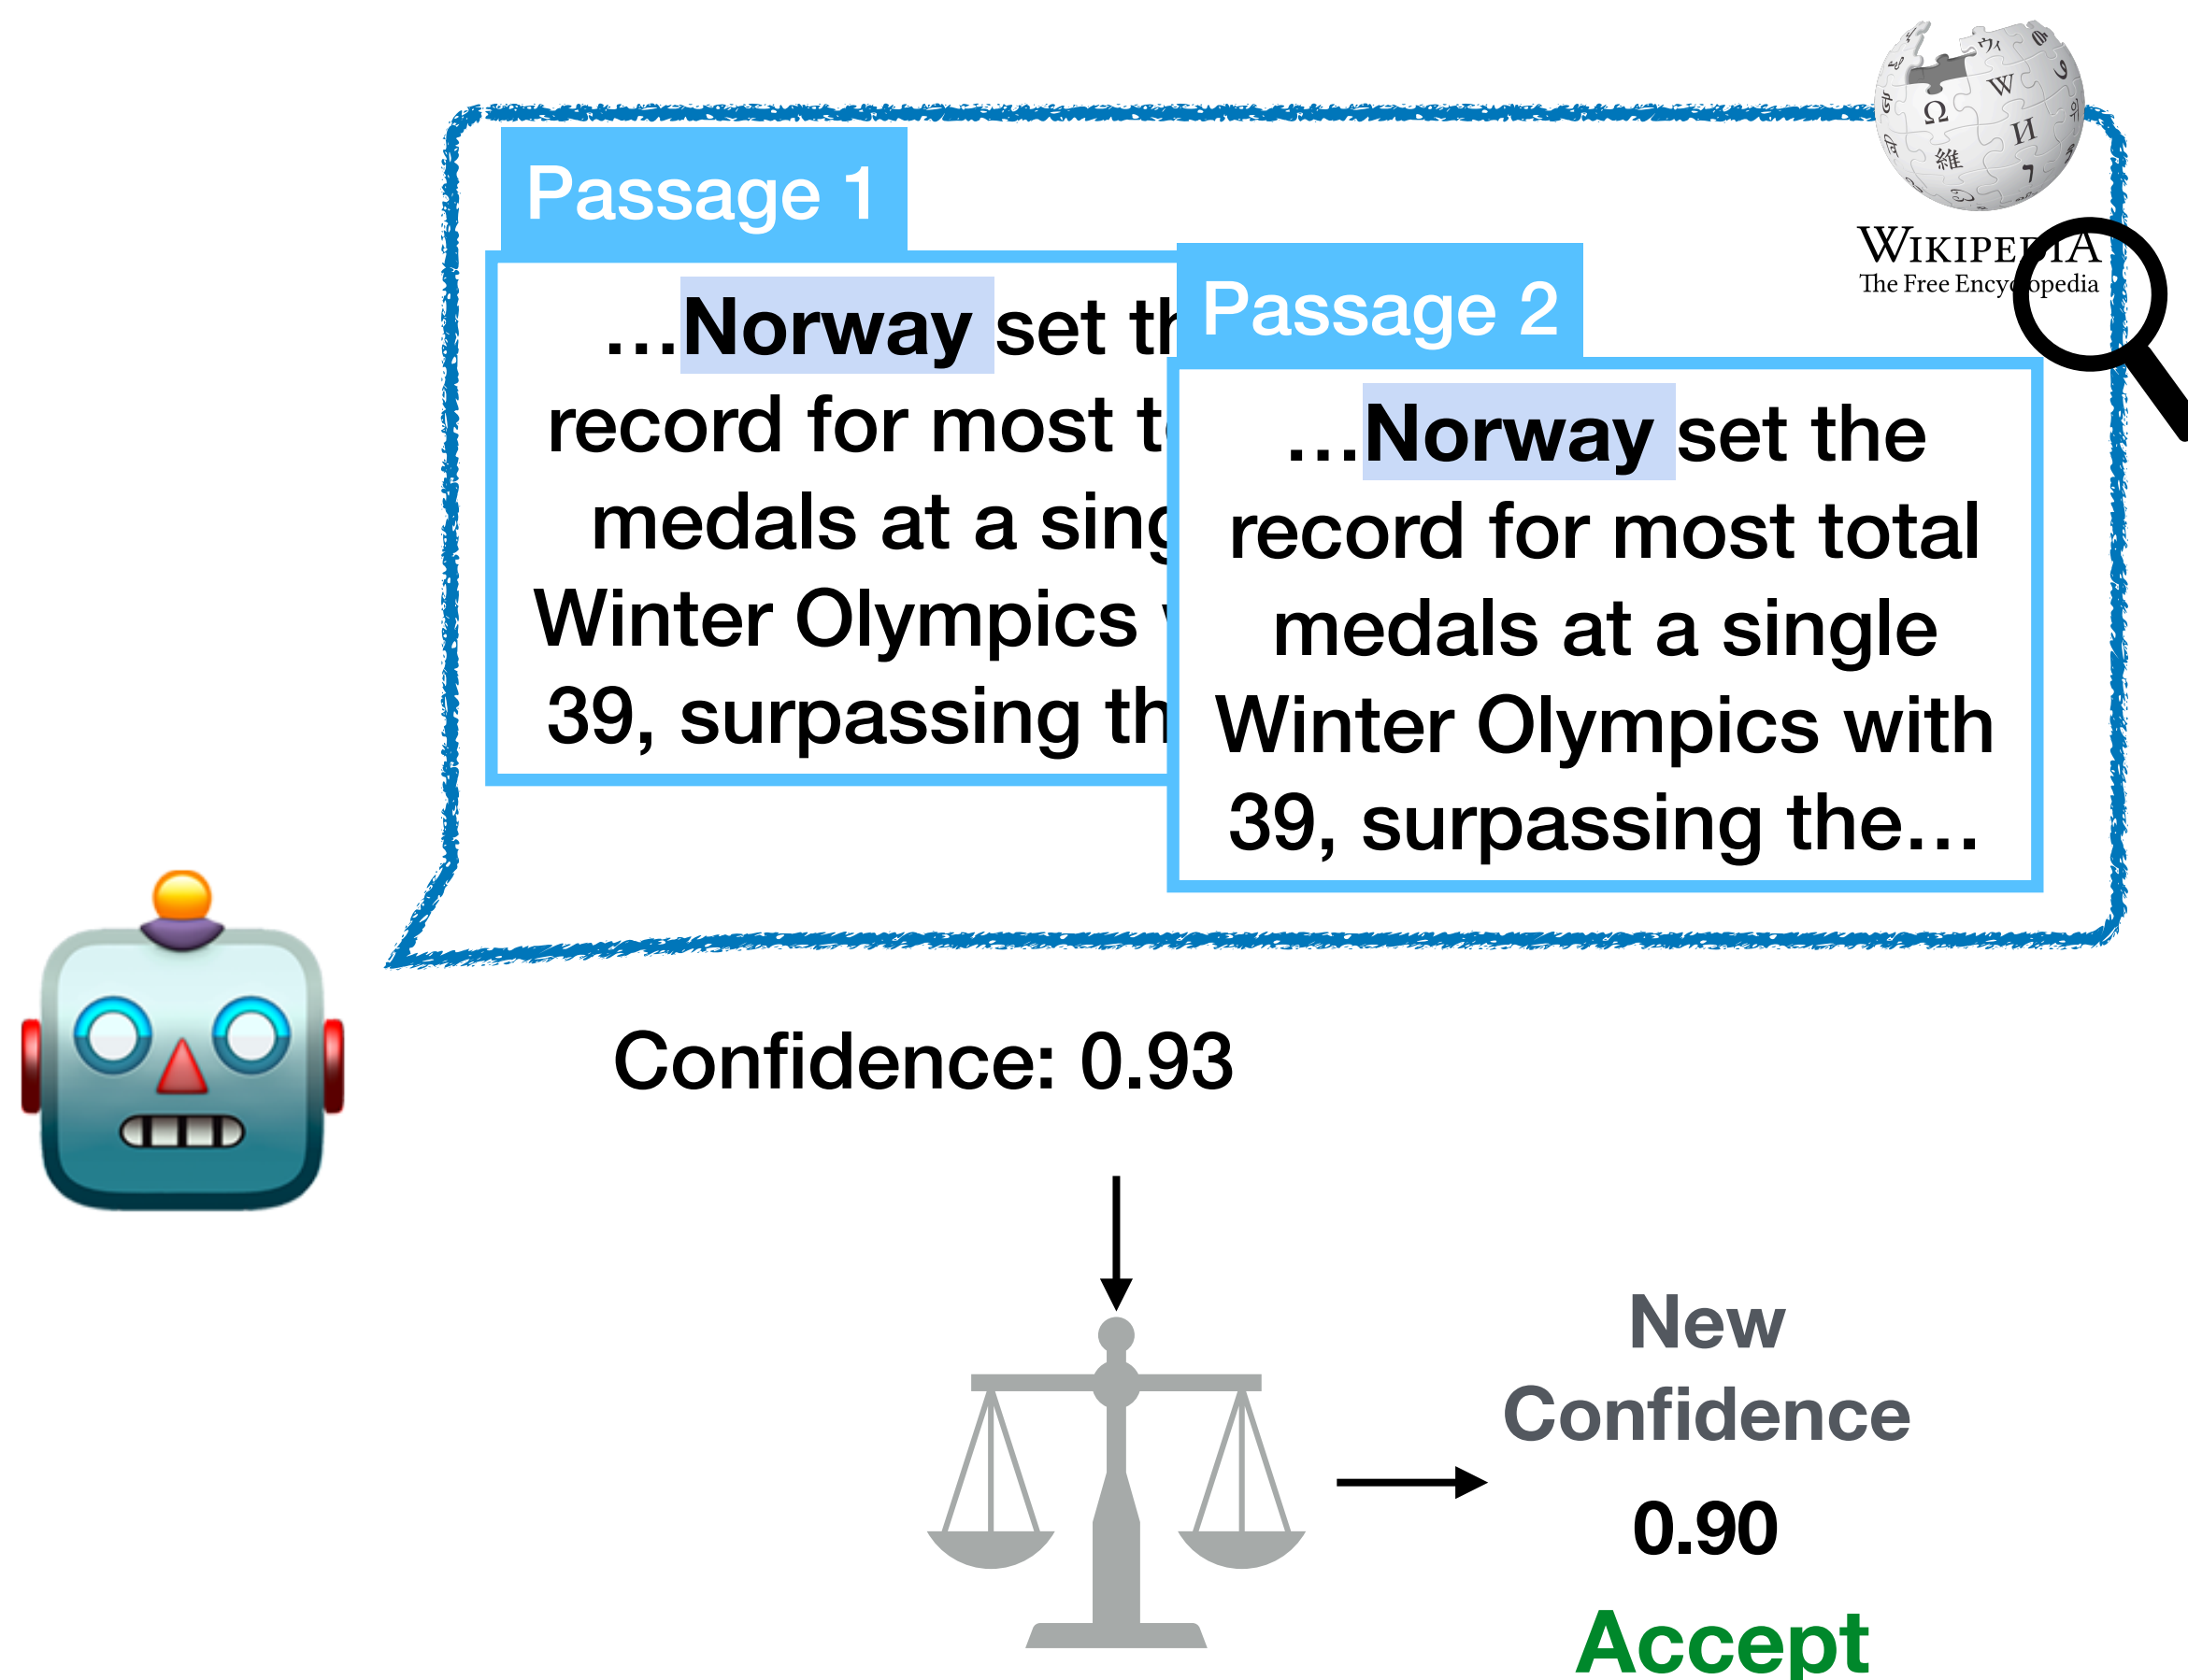 Passage 1
...Norway set th
record for most t
medals at a sing
Winter Olympics
39, surpassing th
Passage 2
...Norway set the
record for most total
medals at a single
Winter Olympics with
39, surpassing the...
WIKIPEDIA
The Free Encyclopedia
Confidence: 0.93
New
Confidence
0.90
Accept